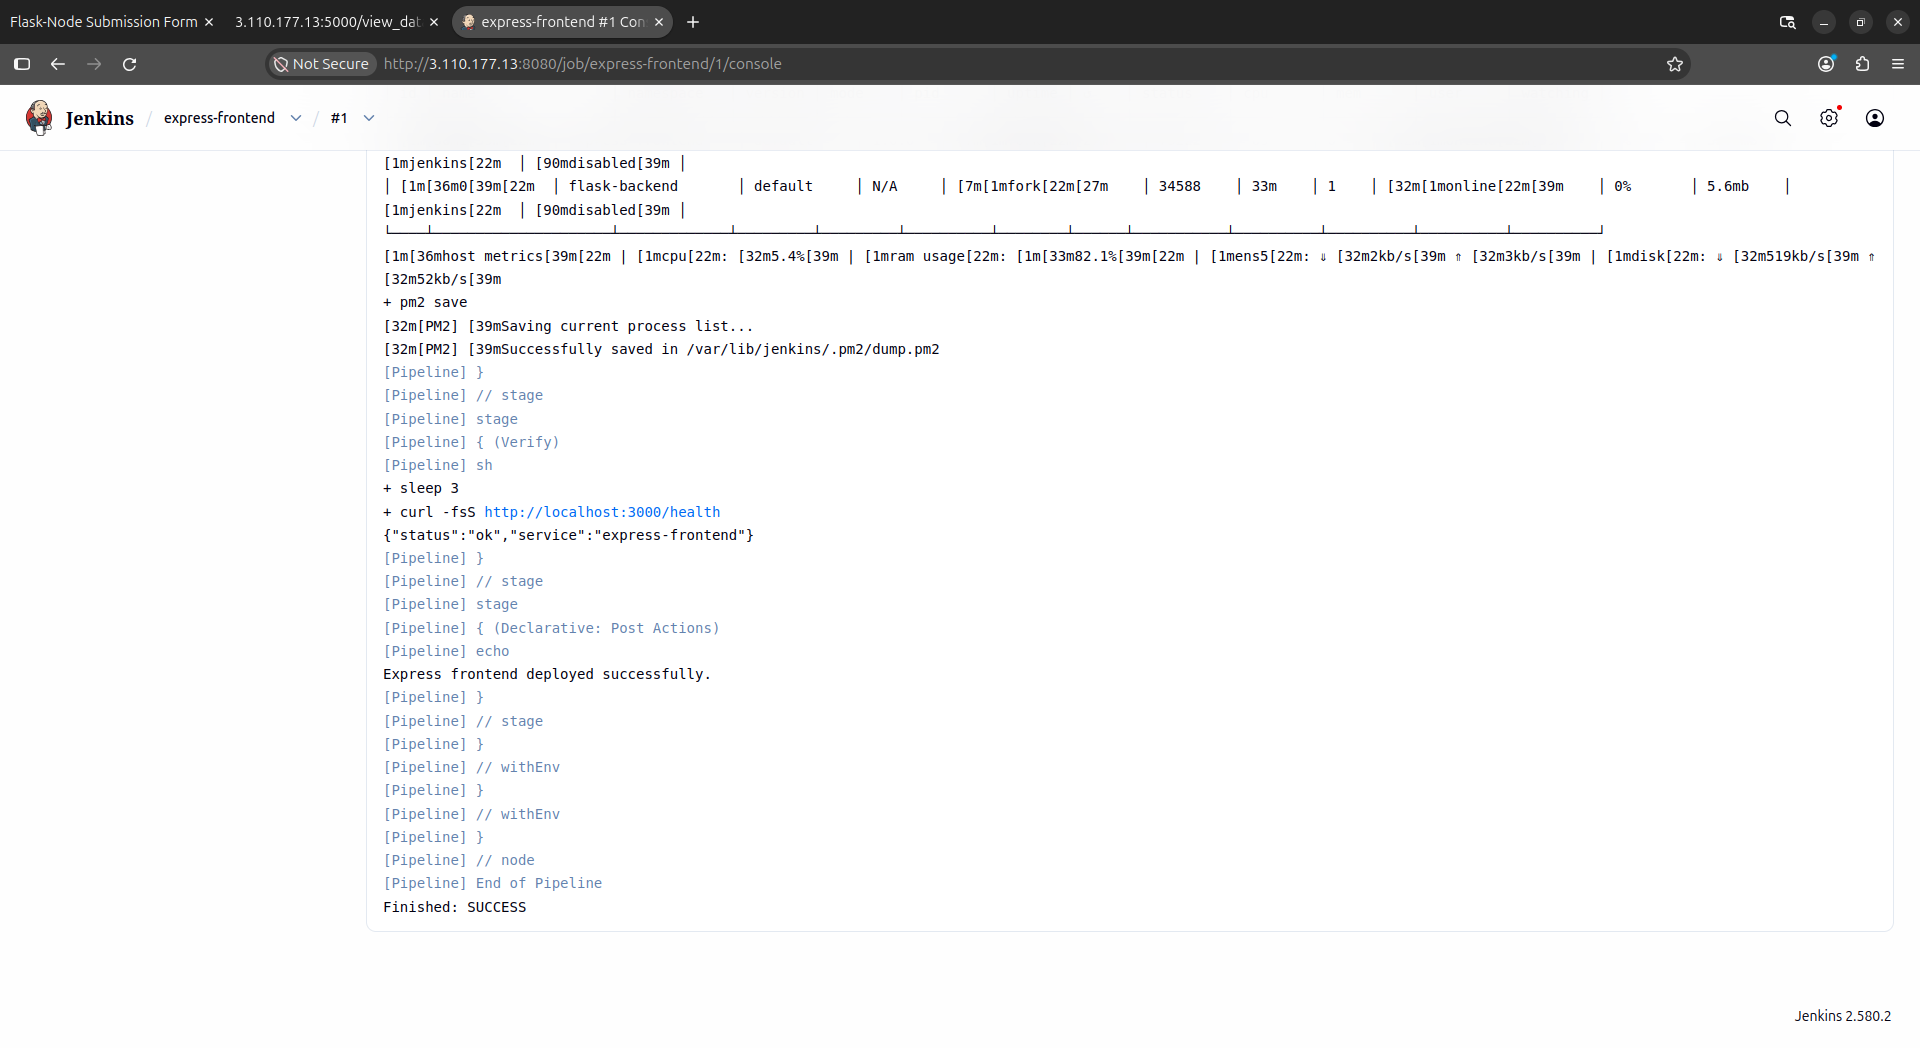 Flask-Node Submission Form
3.110.177.13:5000/view_dat
express-frontend #1 Con
Not Secure
http://3.110.177.13:8080/job/express-frontend/1/console
Jenkins / express-frontend / #1
[1mjenkins[22m │ [90mdisabled[39m │
│ [1m[36m0[39m[22m │ flask-backend │ default │ N/A │ [7m[1mfork[22m[27m │ 34588 │ 33m │ 1 │ [32m[1monline[22m[39m │ 0% │ 5.6mb │
[1mjenkins[22m │ [90mdisabled[39m │
[1m[36mhost metrics[39m[22m | [1mcpu[22m: [32m5.4%[39m | [1mram usage[22m: [1m[33m82.1%[39m[22m | [1mens5[22m: ⇓ [32m2kb/s[39m ⇑ [32m3kb/s[39m | [1mdisk[22m: ⇓ [32m519kb/s[39m ⇑
[32m52kb/s[39m
+ pm2 save
[32m[PM2] [39mSaving current process list...
[32m[PM2] [39mSuccessfully saved in /var/lib/jenkins/.pm2/dump.pm2
[Pipeline] }
[Pipeline] // stage
[Pipeline] stage
[Pipeline] { (Verify)
[Pipeline] sh
+ sleep 3
+ curl -fsS http://localhost:3000/health
{"status":"ok","service":"express-frontend"}
[Pipeline] }
[Pipeline] // stage
[Pipeline] stage
[Pipeline] { (Declarative: Post Actions)
[Pipeline] echo
Express frontend deployed successfully.
[Pipeline] }
[Pipeline] // stage
[Pipeline] }
[Pipeline] // withEnv
[Pipeline] }
[Pipeline] // withEnv
[Pipeline] }
[Pipeline] // node
[Pipeline] End of Pipeline
Finished: SUCCESS
Jenkins 2.580.2